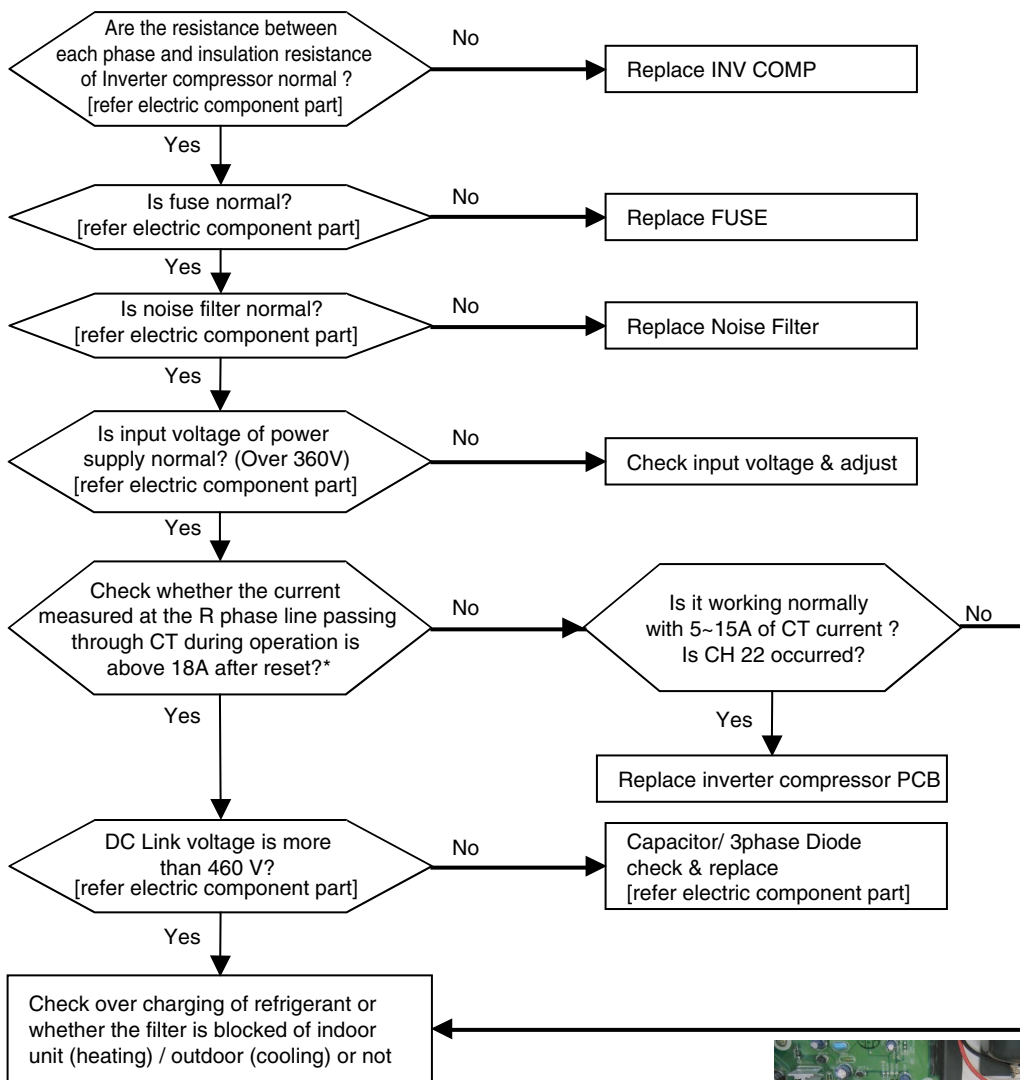 Are the resistance between
each phase and insulation resistance
of Inverter compressor normal ?
[refer electric component part]
No
Replace INV COMP
Yes
Is fuse normal?
[refer electric component part]
No
Replace FUSE
Yes
Is noise filter normal?
[refer electric component part]
No
Replace Noise Filter
Yes
Is input voltage of power
supply normal? (Over 360V)
[refer electric component part]
No
Check input voltage & adjust
Yes
Check whether the current
measured at the R phase line passing
through CT during operation is
above 18A after reset?*
No
Is it working normally
with 5~15A of CT current ?
Is CH 22 occurred?
No
Yes
Replace inverter compressor PCB
Yes
DC Link voltage is more
than 460 V?
[refer electric component part]
No
Capacitor/ 3phase Diode
check & replace
[refer electric component part]
Yes
Check over charging of refrigerant or
whether the filter is blocked of indoor
unit (heating) / outdoor (cooling) or not